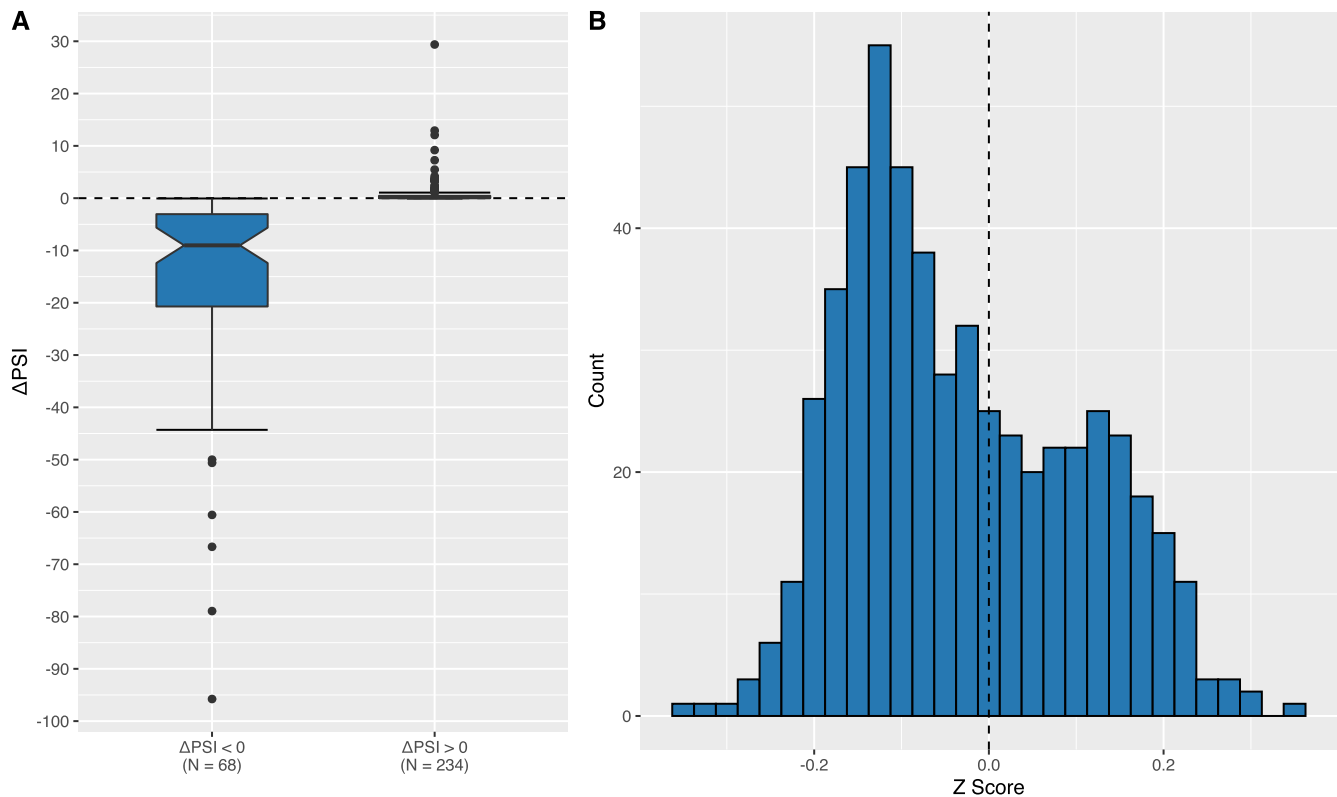 A
ΔPSI
30
20
10
0
-10
-20
-30
-40
-50
-60
-70
-80
-90
-100
ΔPSI < 0
(N = 68)
ΔPSI > 0
(N = 234)
B
Count
40
20
0
-0.2
0.0
0.2
Z Score